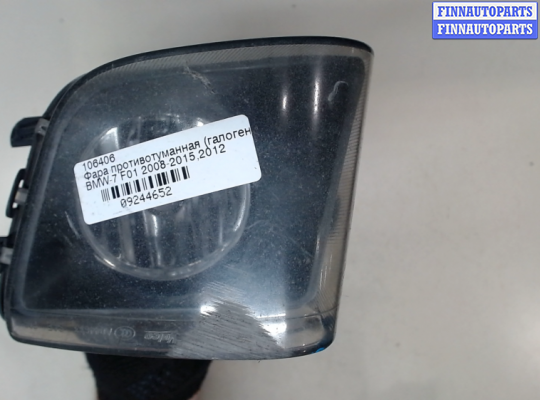 FINNAUTOPARTS
FINNAUTOPARTS
106406
Фара противотуманная (галоген
BMW-7 F01 2008-2015,2012
09244652